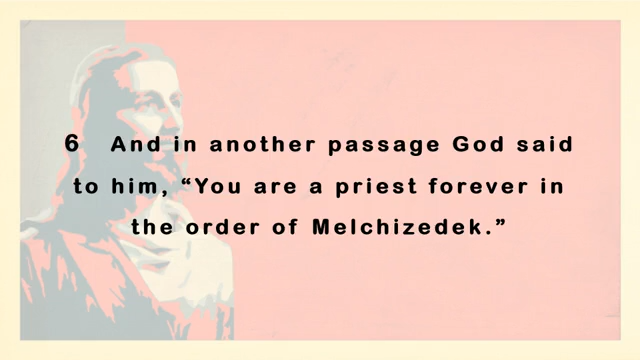 6 And in another passage God said
to him, “You are a priest forever in
the order of Melchizedek.”